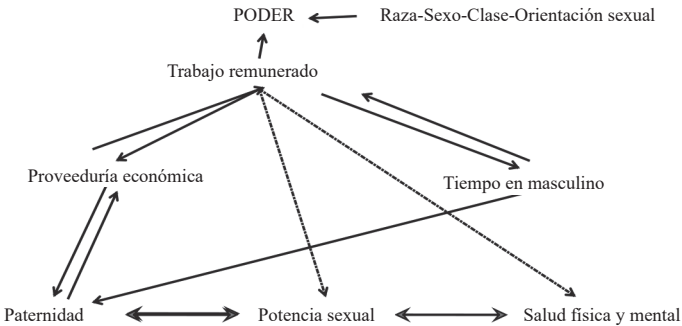 PODER
Raza-Sexo-Clase-Orientación sexual
Trabajo remunerado
Proveeduría económica
Tiempo en masculino
Paternidad
Potencia sexual
Salud física y mental